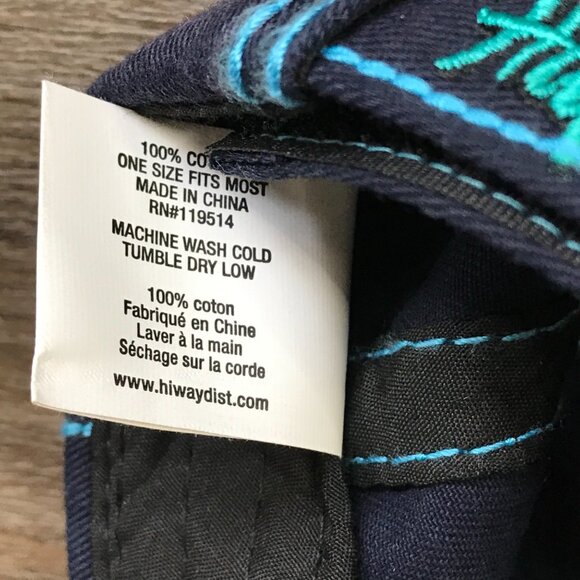 100% CO
ONE SIZE FITS MOST
MADE IN CHINA
RN#119514
MACHINE WASH COLD
TUMBLE DRY LOW
100% coton
Fabriqué en Chine
Laver à la main
Séchage sur la corde
www.hiwaydist.com